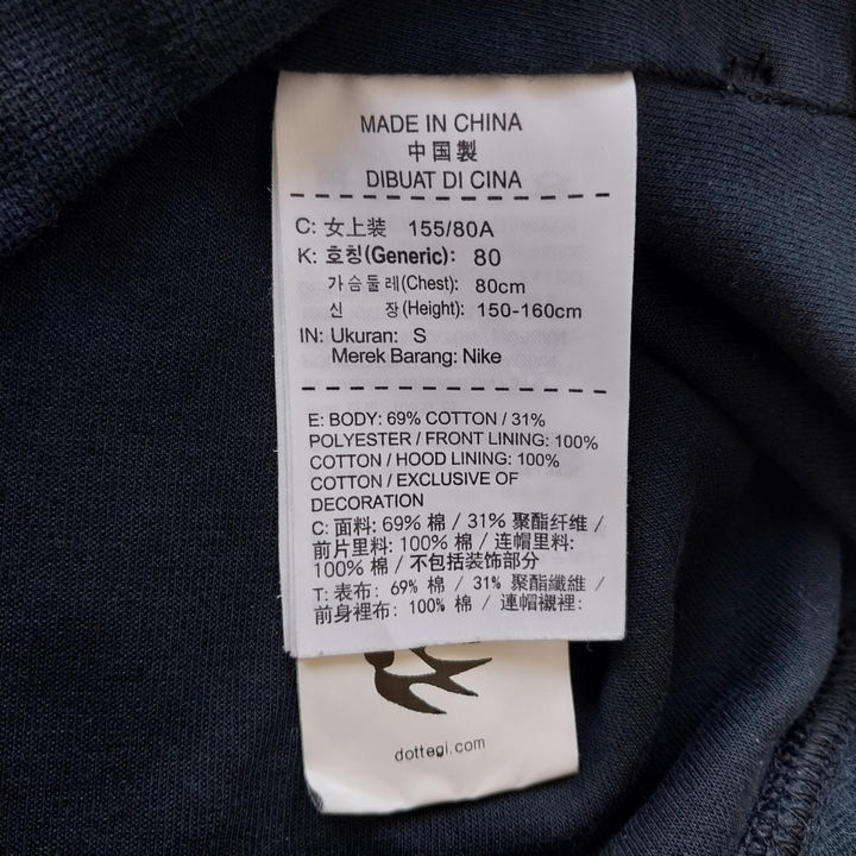 MADE IN CHINA
中国製
DIBUAT DI CINA
C: 女上装 155/80A
K: 호칭(Generic): 80
가슴둘레(Chest): 80cm
신 장(Height): 150-160cm
IN: Ukuran: S
Merek Barang: Nike
E: BODY: 69% COTTON / 31%
POLYESTER / FRONT LINING: 100%
COTTON / HOOD LINING: 100%
COTTON / EXCLUSIVE OF
DECORATION
C: 面料: 69% 棉 / 31% 聚酯纤维 /
前片里料: 100% 棉 / 连帽里料:
100% 棉 / 不包括装饰部分
T: 表布: 69% 棉 / 31% 聚酯纖維 /
前身裡布: 100% 棉 / 連帽襯裡:
dottegi.com